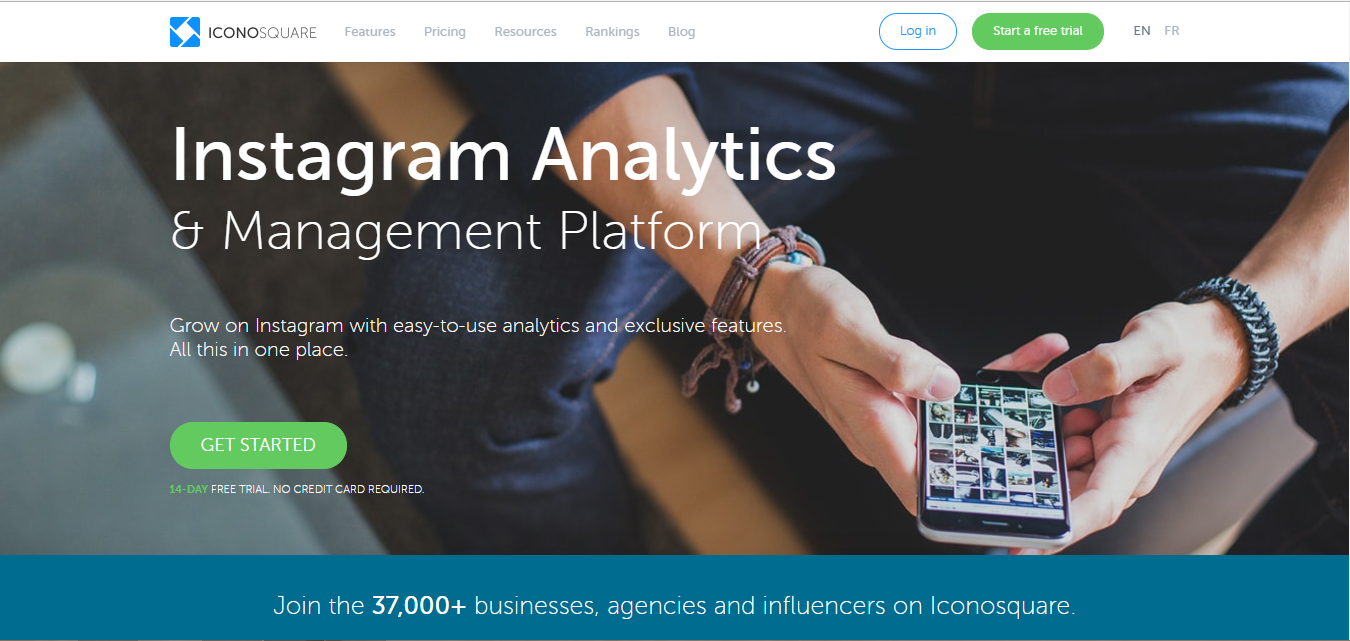 ICONOSQUARE
Features
Pricing
Resources
Rankings
Blog
Log in
Start a free trial
EN
FR
Instagram Analytics
& Management Platform
Grow on Instagram with easy-to-use analytics and exclusive features.
All this in one place.
GET STARTED
14-DAY FREE TRIAL. NO CREDIT CARD REQUIRED.
Join the 37,000+ businesses, agencies and influencers on Iconosquare.